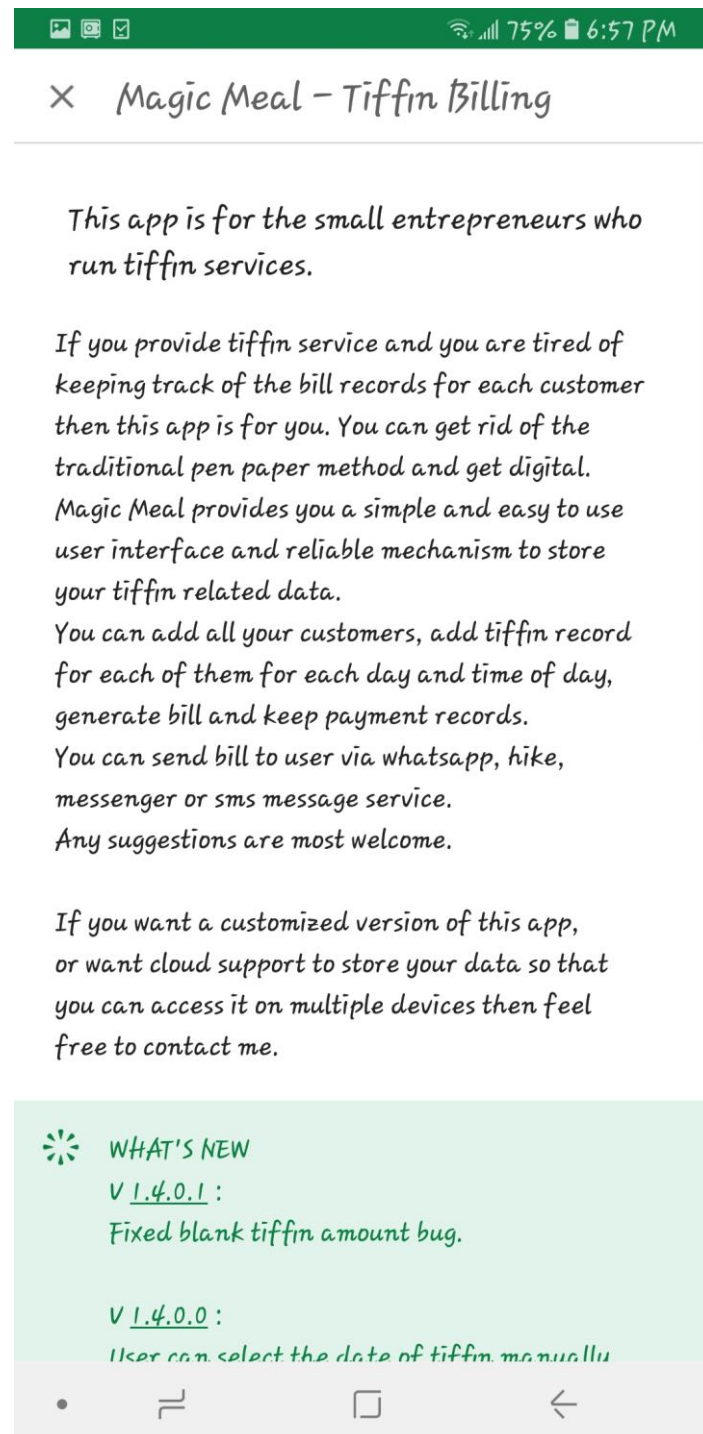 75% 6:57 PM
Magic Meal – Tiffin Billing
This app is for the small entrepreneurs who
run tiffin services.
If you provide tiffin service and you are tired of
keeping track of the bill records for each customer
then this app is for you. You can get rid of the
traditional pen paper method and get digital.
Magic Meal provides you a simple and easy to use
user interface and reliable mechanism to store
your tiffin related data.
You can add all your customers, add tiffin record
for each of them for each day and time of day,
generate bill and keep payment records.
You can send bill to user via whatsapp, hike,
messenger or sms message service.
Any suggestions are most welcome.
If you want a customized version of this app,
or want cloud support to store your data so that
you can access it on multiple devices then feel
free to contact me.
WHAT'S NEW
V 1.4.0.1 :
Fixed blank tiffin amount bug.
V 1.4.0.0 :
User can select the date of tiffin manually